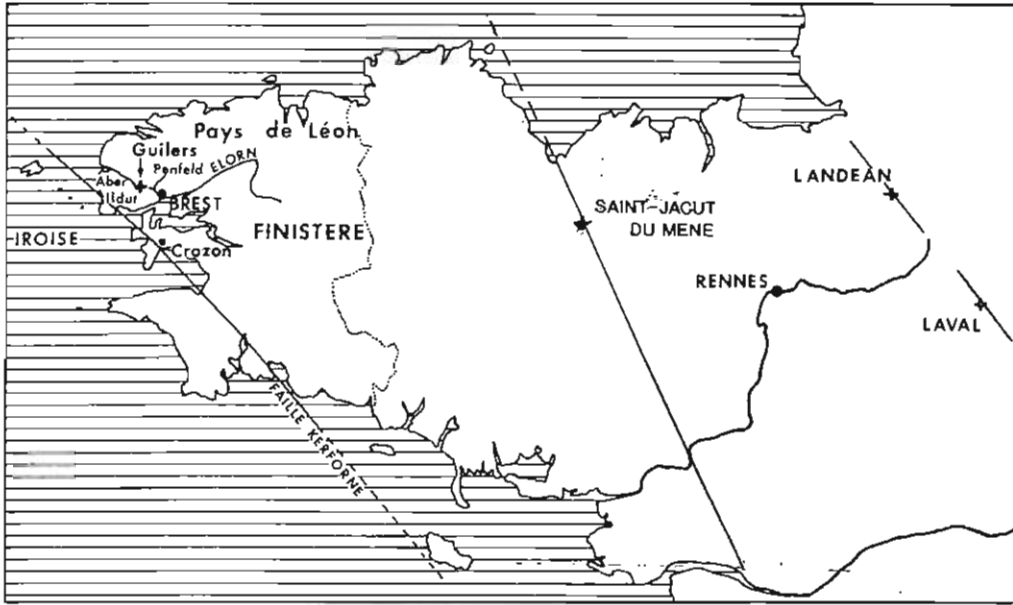 Pays de Léon
Guilers
Penfeld
ELORN
Aber
Ildut
BREST
IROISE
Crozon
FINISTERE
FAILLE KERFORNE
SAINT-JACUT
DU MENE
RENNES
LANDEAN
LAVAL